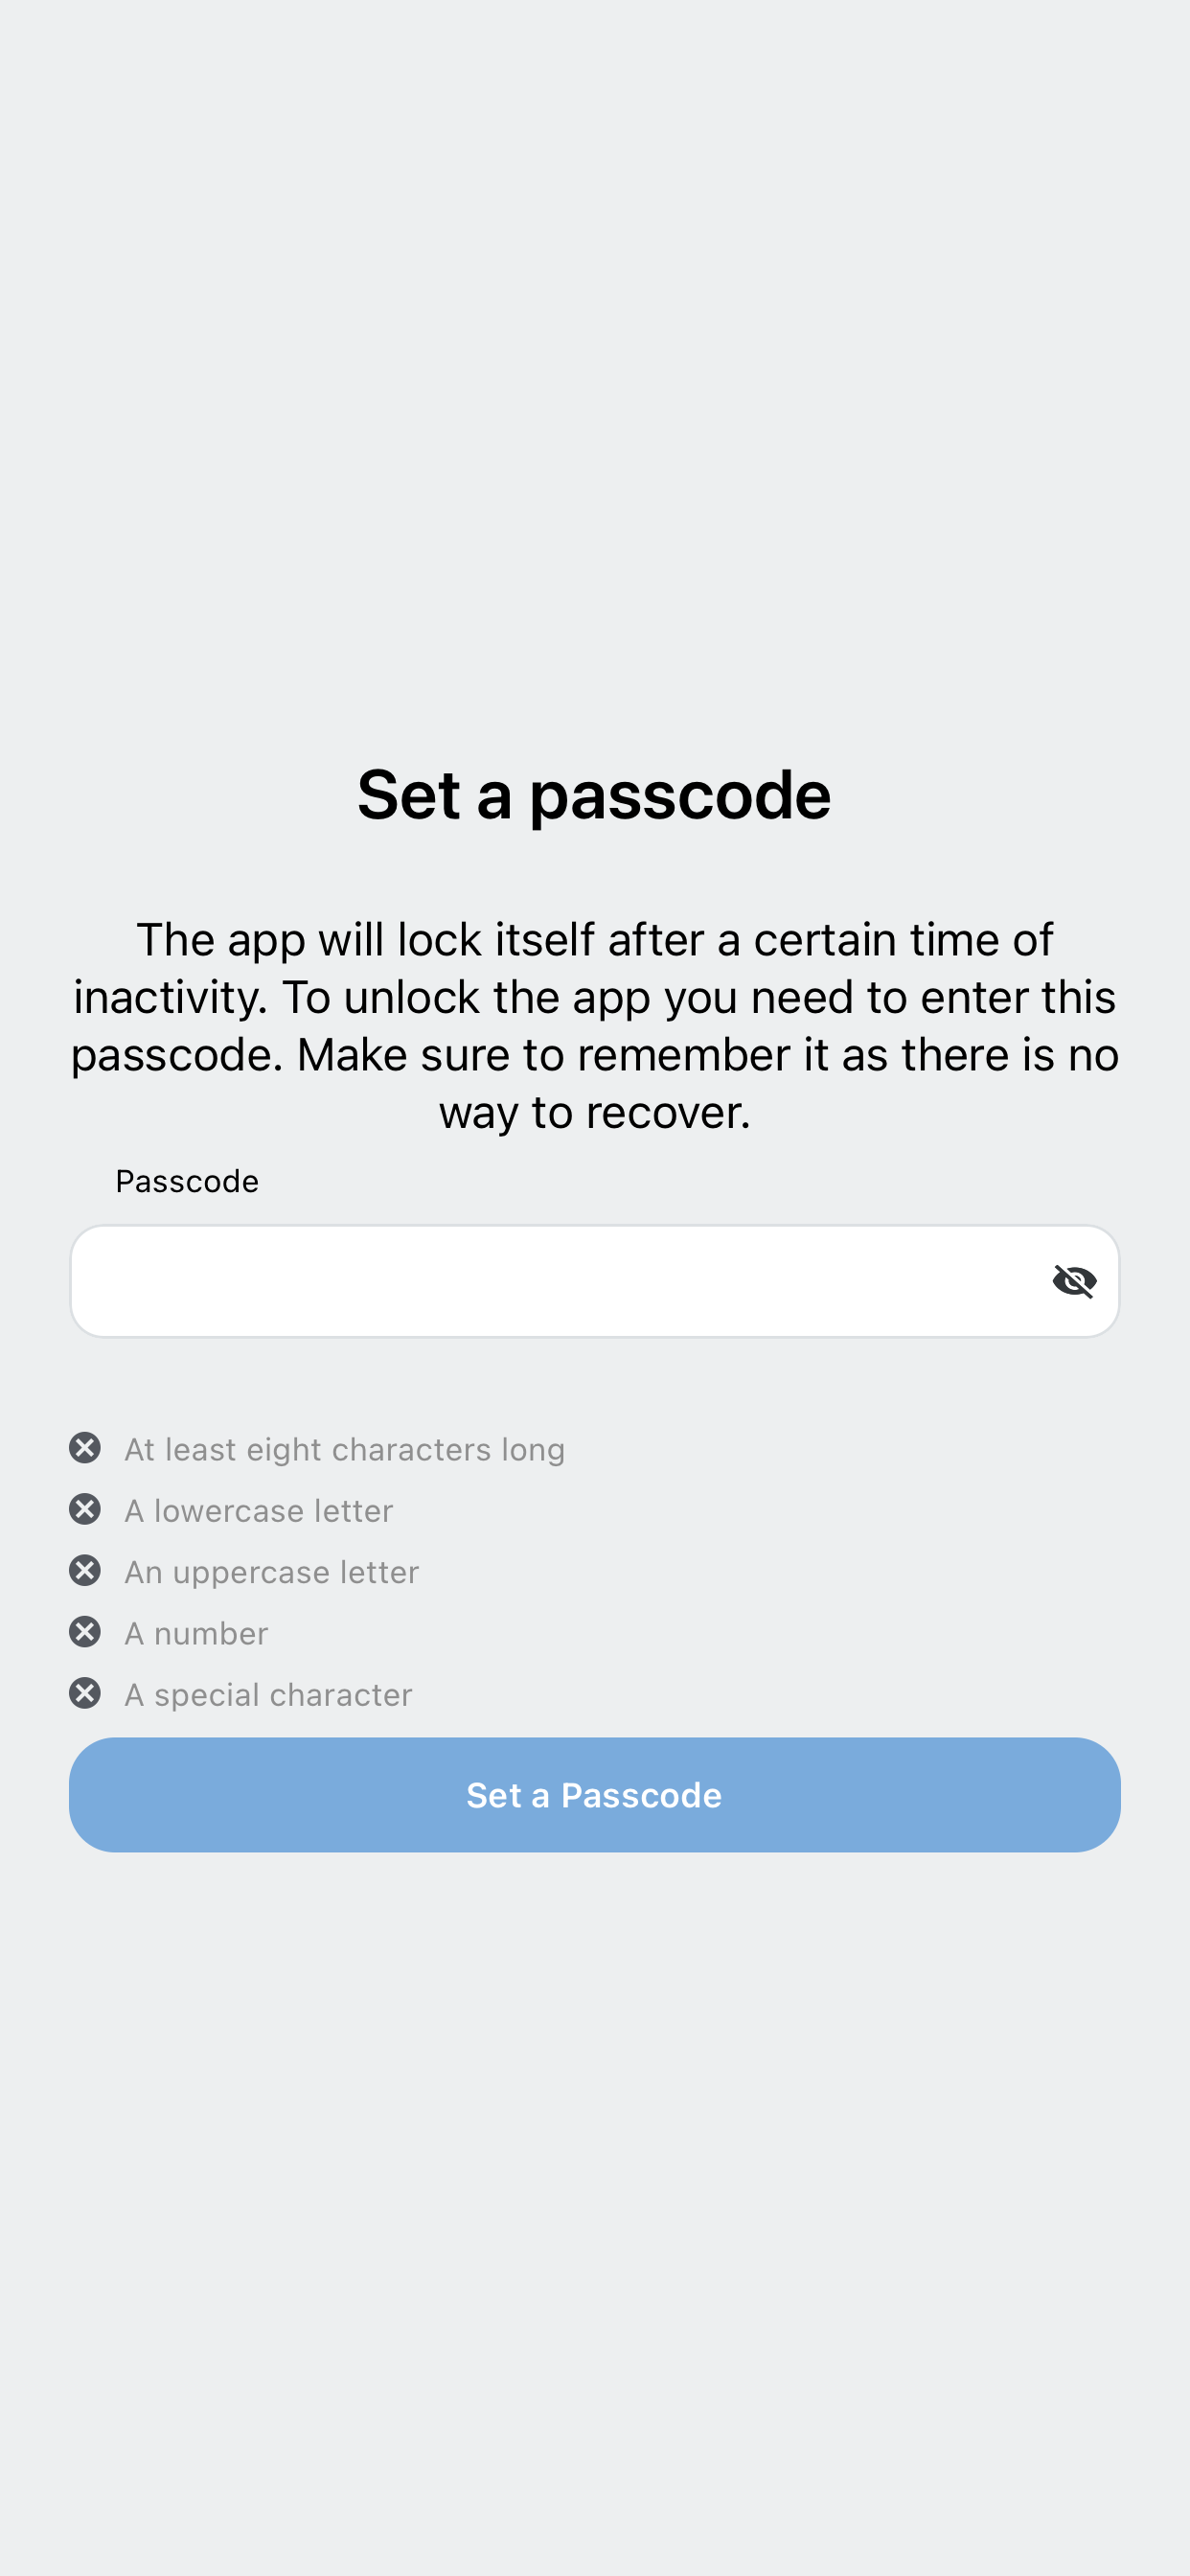 Set a passcode
The app will lock itself after a certain time of
inactivity. To unlock the app you need to enter this
passcode. Make sure to remember it as there is no
way to recover.
Passcode
At least eight characters long
A lowercase letter
An uppercase letter
A number
A special character
Set a Passcode